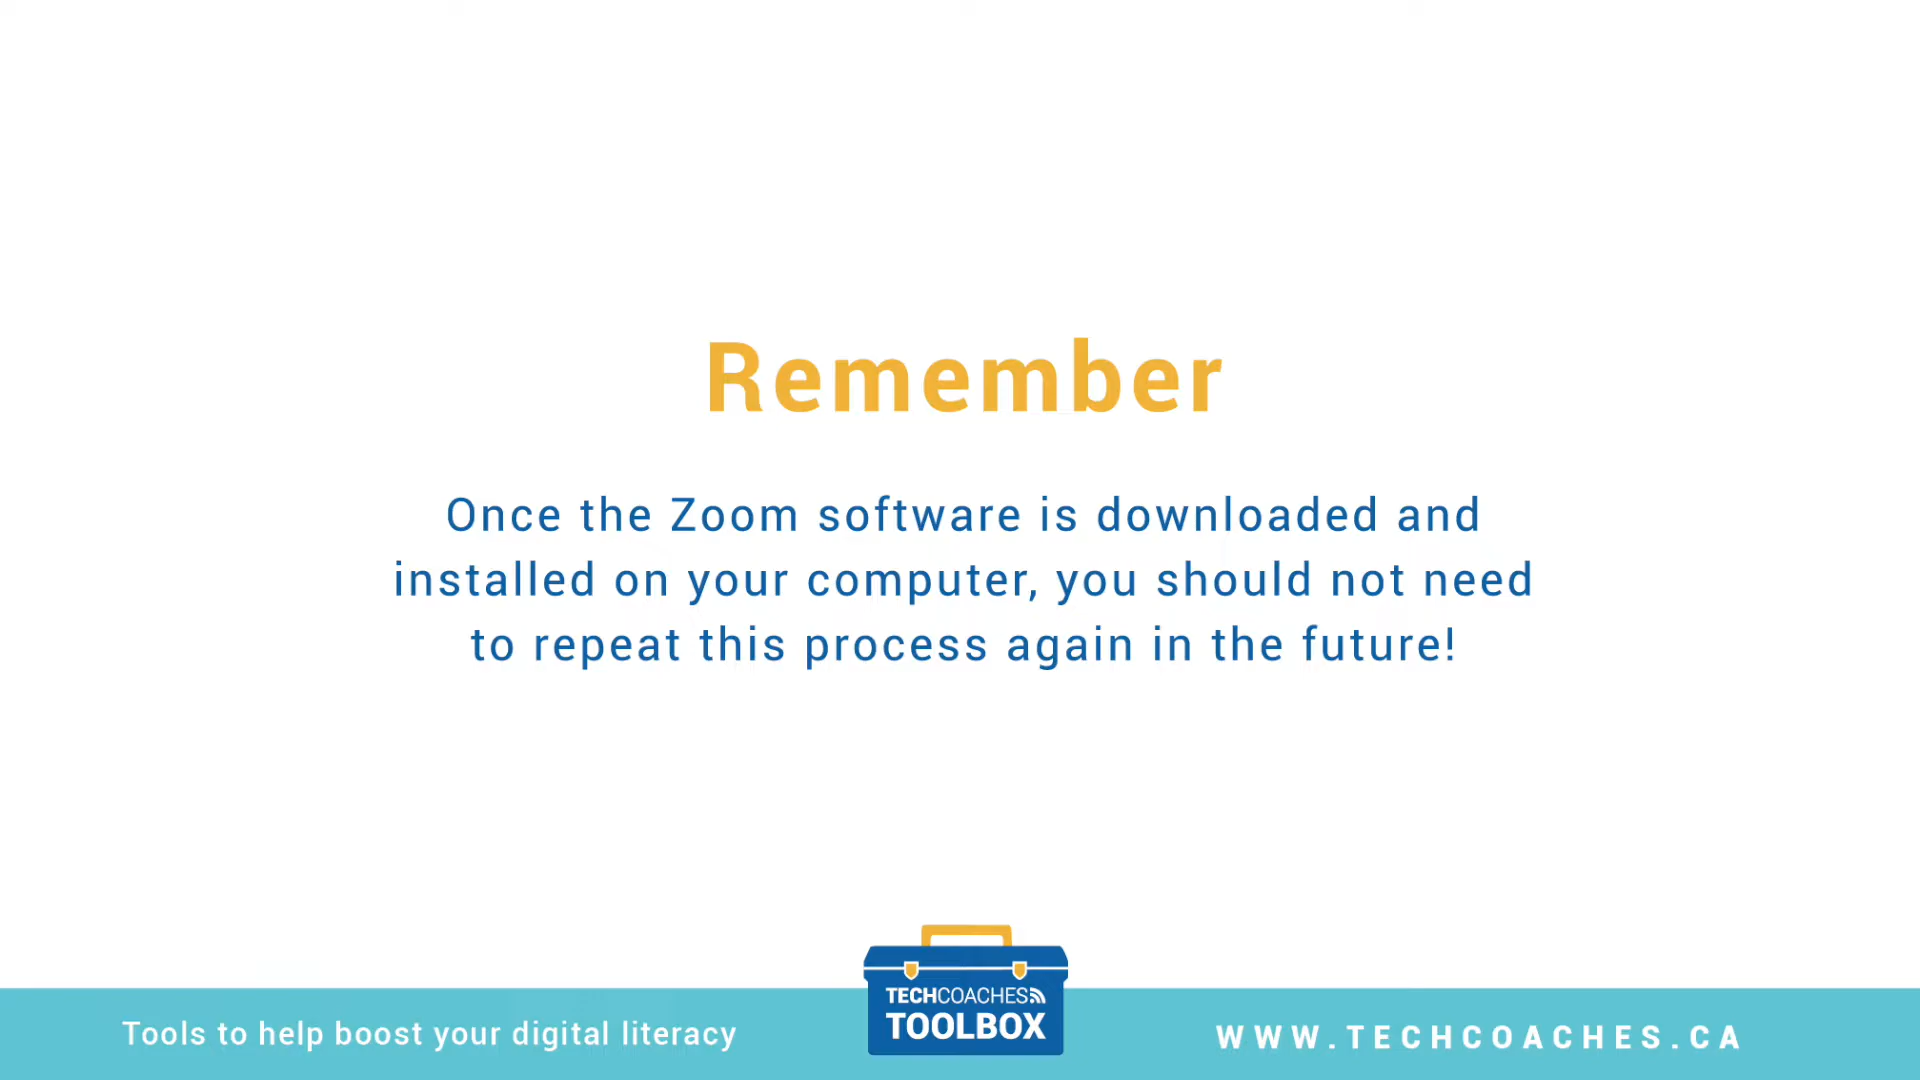 Remember
Once the Zoom software is downloaded and
installed on your computer, you should not need
to repeat this process again in the future!
TECHCOACHES
TOOLBOX
Tools to help boost your digital literacy
WWW.TECHCOACHES.CA